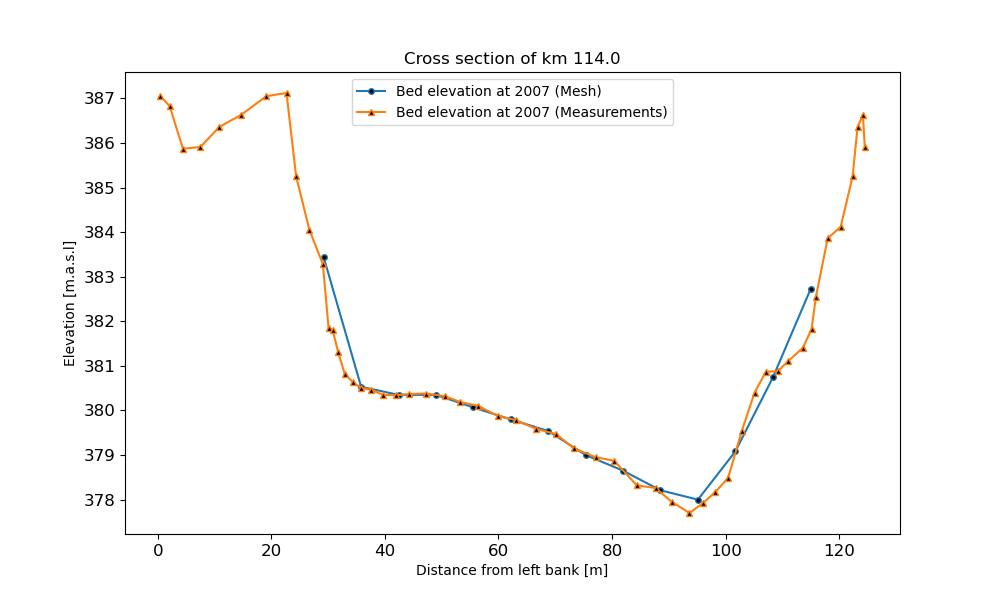 Cross section of km 114.0
Bed elevation at 2007 (Mesh)
Bed elevation at 2007 (Measurements)
387
386
385
384
383
382
381
380
379
378
Elevation [m.a.s.l]
0 20 40 60 80 100 120
Distance from left bank [m]